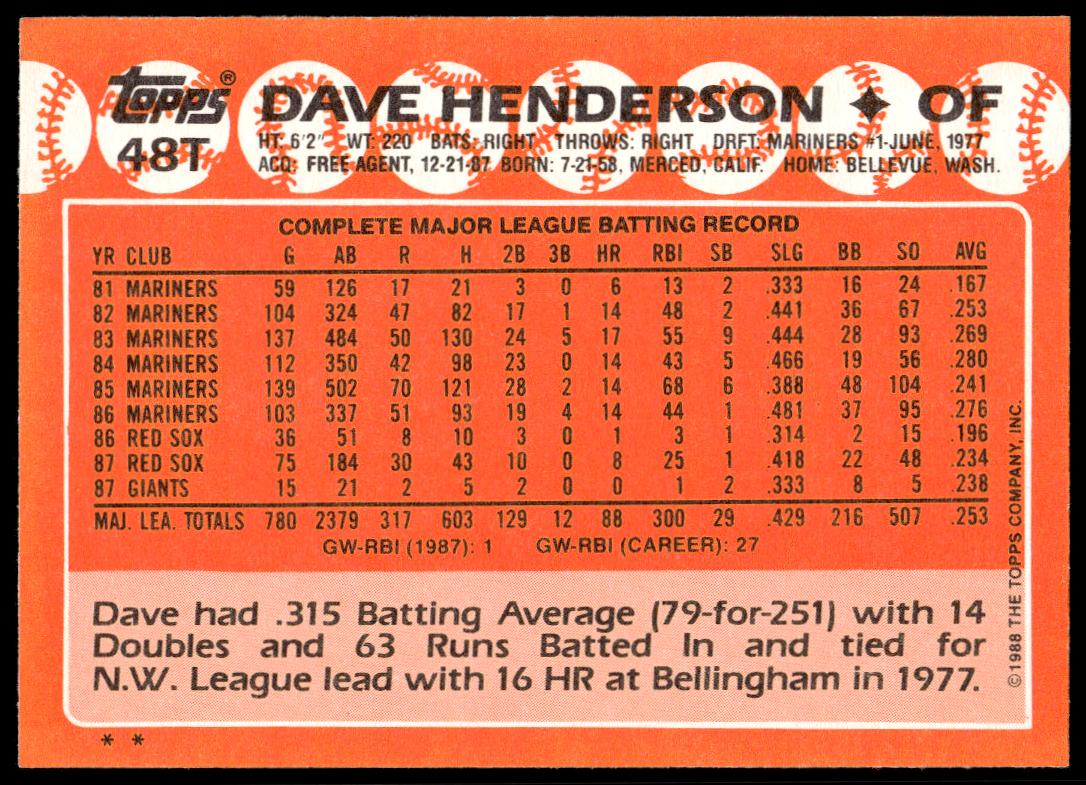 topps®
48T
DAVE HENDERSON ✦ OF
HT: 6'2" WT: 220 BATS: RIGHT THROWS: RIGHT DRFT: MARINERS #1-JUNE, 1977
ACQ: FREE AGENT, 12-21-87 BORN: 7-21-58, MERCED, CALIF. HOME: BELLEVUE, WASH.
COMPLETE MAJOR LEAGUE BATTING RECORD
YR CLUB G AB R H 2B 3B HR RBI SB SLG BB SO AVG
81 MARINERS 59 126 17 21 3 0 6 13 2 .333 16 24 .167
82 MARINERS 104 324 47 82 17 1 14 48 2 .441 36 67 .253
83 MARINERS 137 484 50 130 24 5 17 55 9 .444 28 93 .269
84 MARINERS 112 350 42 98 23 0 14 43 5 .466 19 56 .280
85 MARINERS 139 502 70 121 28 2 14 68 6 .388 48 104 .241
86 MARINERS 103 337 51 93 19 4 14 44 1 .481 37 95 .276
86 RED SOX 36 51 8 10 3 0 1 3 1 .314 2 15 .196
87 RED SOX 75 184 30 43 10 0 8 25 1 .418 22 48 .234
87 GIANTS 15 21 2 5 2 0 0 1 2 .333 8 5 .238
MAJ. LEA. TOTALS 780 2379 317 603 129 12 88 300 29 .429 216 507 .253
GW-RBI (1987): 1 GW-RBI (CAREER): 27
Dave had .315 Batting Average (79-for-251) with 14
Doubles and 63 Runs Batted In and tied for
N.W. League lead with 16 HR at Bellingham in 1977.
©1988 THE TOPPS COMPANY, INC.
* *